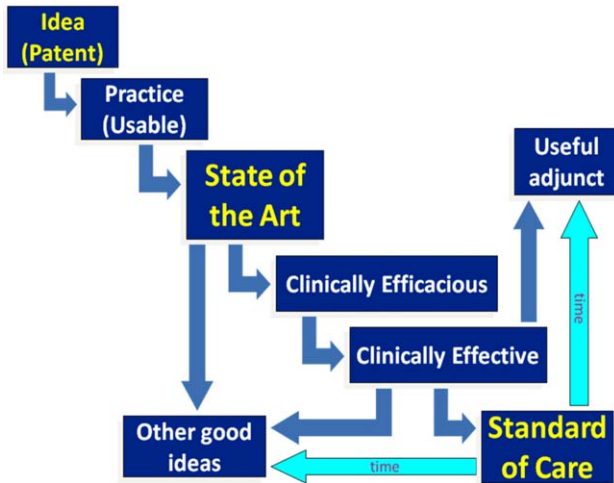 Idea
(Patent)
Practice
(Usable)
State of
the Art
Useful
adjunct
Clinically Efficacious
time
Clinically Effective
Other good
ideas
Standard
of Care
time